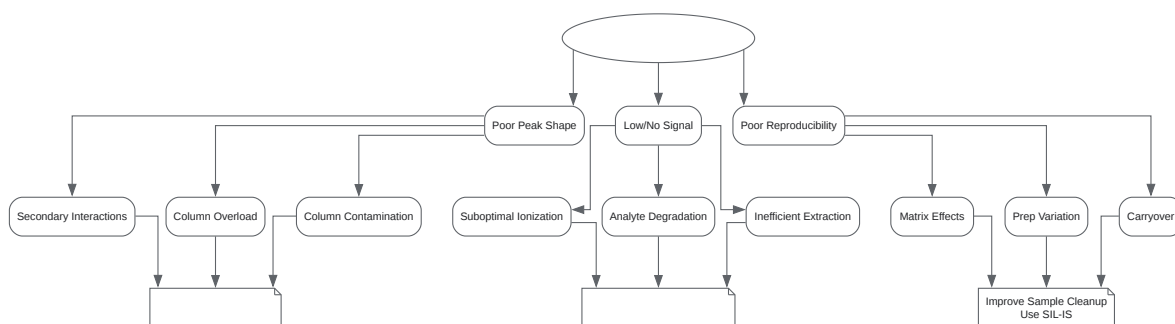 Poor Peak Shape
Low/No Signal
Poor Reproducibility
Secondary Interactions
Column Overload
Column Contamination
Suboptimal Ionization
Analyte Degradation
Inefficient Extraction
Matrix Effects
Prep Variation
Carryover
Improve Sample Cleanup
Use SIL-IS